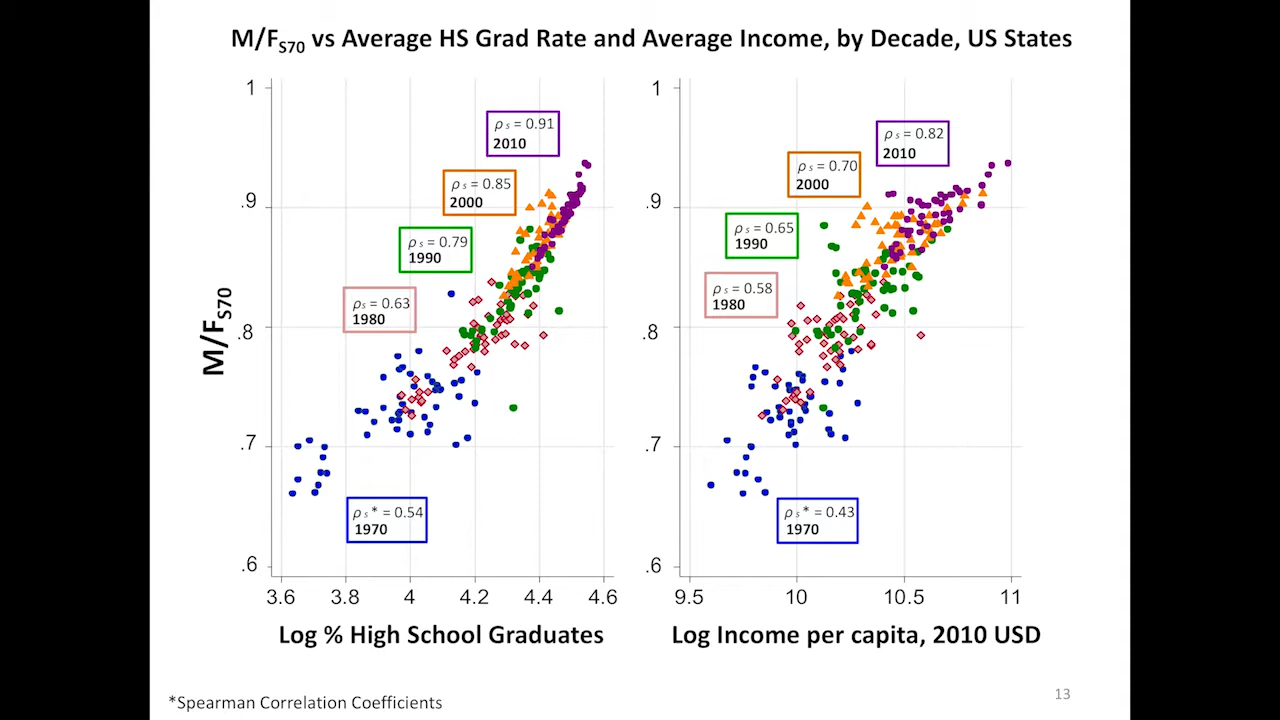 M/FS70 vs Average HS Grad Rate and Average Income, by Decade, US States
M/FS70
1
.9
.8
.7
.6
ρs = 0.91
2010
ρs = 0.85
2000
ρs = 0.79
1990
ρs = 0.63
1980
ρs* = 0.54
1970
3.6 3.8 4 4.2 4.4 4.6
Log % High School Graduates
1
.9
.8
.7
.6
ρs = 0.82
2010
ρs = 0.70
2000
ρs = 0.65
1990
ρs = 0.58
1980
ρs* = 0.43
1970
9.5 10 10.5 11
Log Income per capita, 2010 USD
*Spearman Correlation Coefficients
13